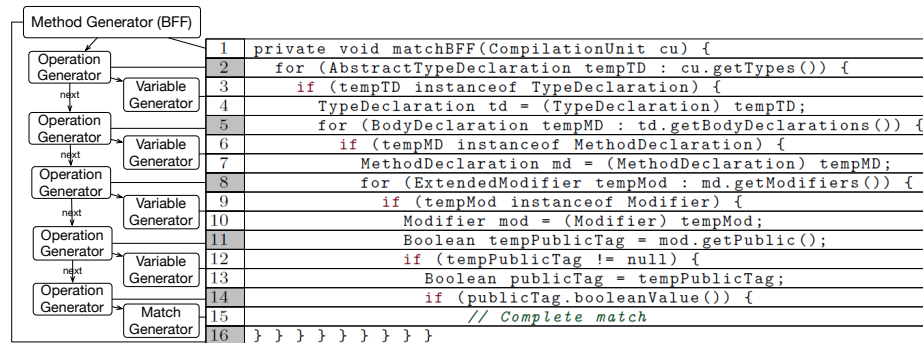 Method Generator (BFF)
Operation
Generator
Variable
Generator
next
Operation
Generator
Variable
Generator
next
Operation
Generator
Variable
Generator
next
Operation
Generator
Variable
Generator
next
Operation
Generator
Match
Generator
1 private void matchBFF(CompilationUnit cu) {
2 for (AbstractTypeDeclaration tempTD : cu.getTypes()) {
3 if (tempTD instanceof TypeDeclaration) {
4 TypeDeclaration td = (TypeDeclaration) tempTD;
5 for (BodyDeclaration tempMD : td.getBodyDeclarations()) {
6 if (tempMD instanceof MethodDeclaration) {
7 MethodDeclaration md = (MethodDeclaration) tempMD;
8 for (ExtendedModifier tempMod : md.getModifiers()) {
9 if (tempMod instanceof Modifier) {
10 Modifier mod = (Modifier) tempMod;
11 Boolean tempPublicTag = mod.getPublic();
12 if (tempPublicTag != null) {
13 Boolean publicTag = tempPublicTag;
14 if (publicTag.booleanValue()) {
15 // Complete match
16 } } } } } } } } }